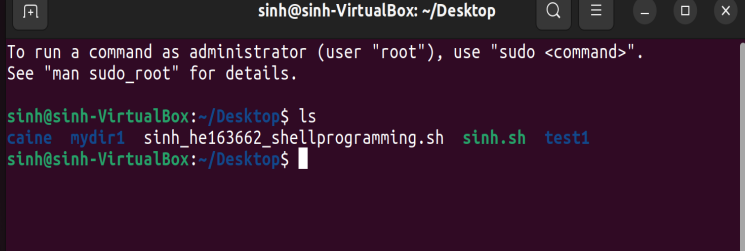 sinh@sinh-VirtualBox: ~/Desktop
To run a command as administrator (user "root"), use "sudo <command>".
See "man sudo_root" for details.
sinh@sinh-VirtualBox:~/Desktop$ ls
caine mydir1 sinh_he163662_shellprogramming.sh sinh.sh test1
sinh@sinh-VirtualBox:~/Desktop$